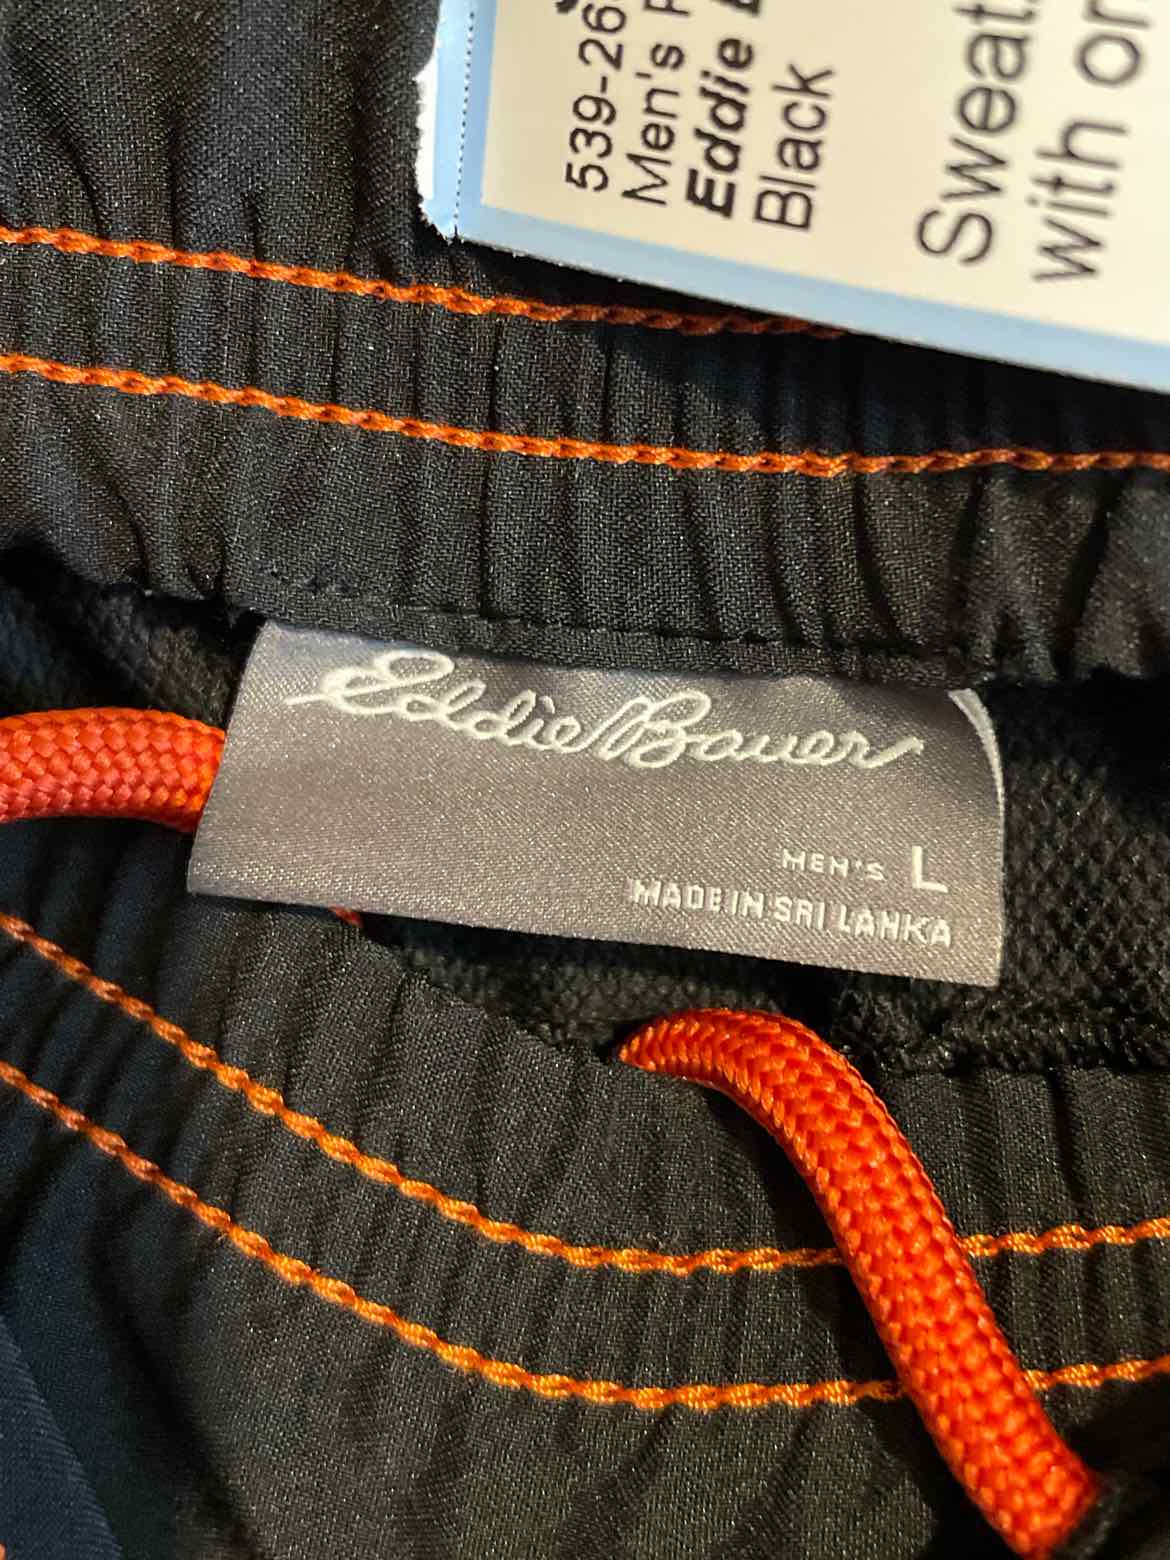 539-26
Men's
Eddie
Black
Sweat
with
Eddie Bauer
MEN'S L
MADE IN SRI LANKA